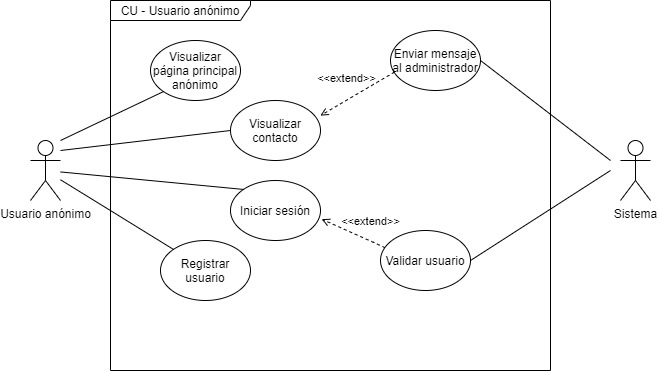 CU - Usuario anónimo
Visualizar
página principal
anónimo
Enviar mensaje
al administrador
<<extend>>
Visualizar
contacto
Usuario anónimo
Sistema
Iniciar sesión
<<extend>>
Registrar
usuario
Validar usuario